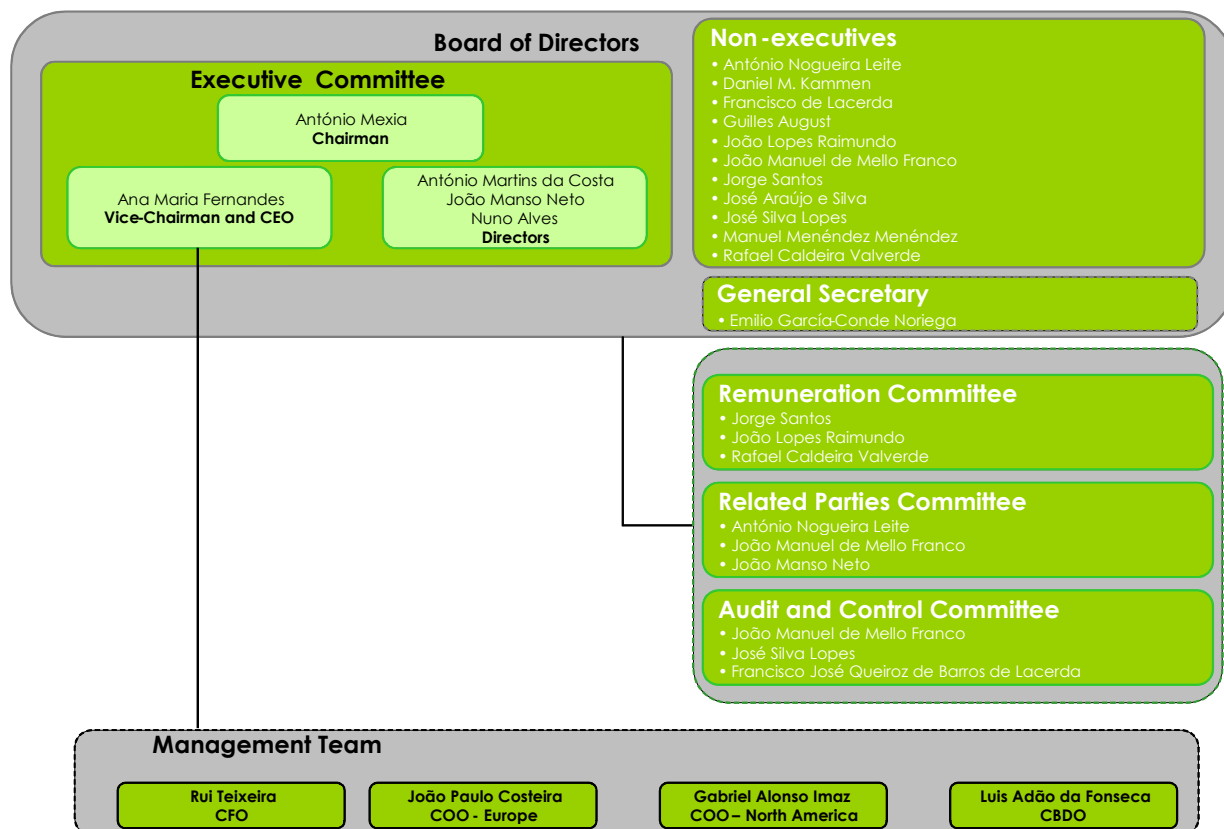 Board of Directors
Executive Committee
António Mexia
Chairman
Ana Maria Fernandes
Vice-Chairman and CEO
António Martins da Costa
João Manso Neto
Nuno Alves
Directors
Non-executives
• António Nogueira Leite
• Daniel M. Kammen
• Francisco de Lacerda
• Guilles August
• João Lopes Raimundo
• João Manuel de Mello Franco
• Jorge Santos
• José Araújo e Silva
• José Silva Lopes
• Manuel Menéndez Menéndez
• Rafael Caldeira Valverde
General Secretary
• Emilio García-Conde Noriega
Remuneration Committee
• Jorge Santos
• João Lopes Raimundo
• Rafael Caldeira Valverde
Related Parties Committee
• António Nogueira Leite
• João Manuel de Mello Franco
• João Manso Neto
Audit and Control Committee
• João Manuel de Mello Franco
• José Silva Lopes
• Francisco José Queiroz de Barros de Lacerda
Management Team
Rui Teixeira
CFO
João Paulo Costeira
COO - Europe
Gabriel Alonso Imaz
COO – North America
Luis Adão da Fonseca
CBDO